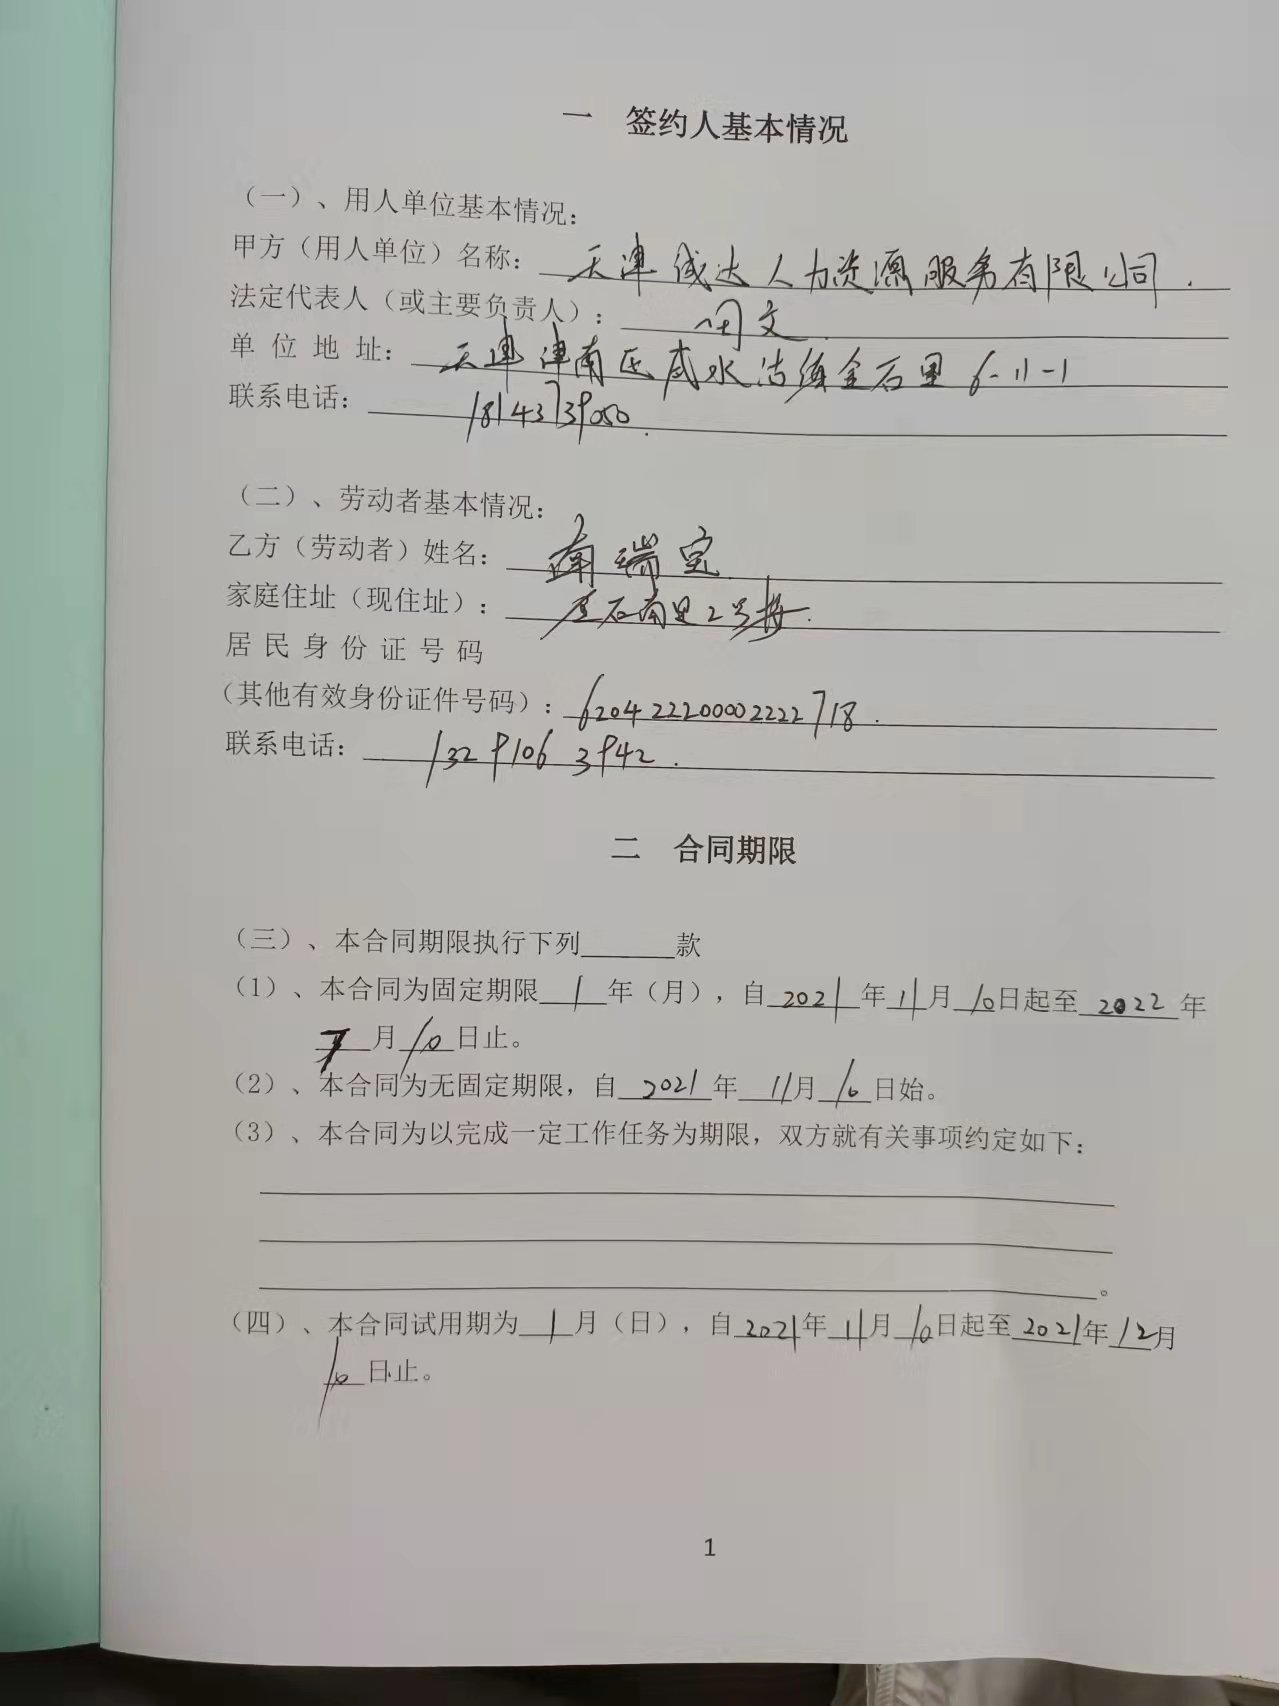 一 签约人基本情况
（一）、用人单位基本情况：
甲方（用人单位）名称：天津诚达人力资源服务有限公司.
法定代表人（或主要负责人）：田文.
单 位 地 址：天津津南区咸水沽镇金石里 6-11-1
联系电话：18143739050.
（二）、劳动者基本情况：
乙方（劳动者）姓名：瑞宝
家庭住址（现住址）：金石南里2号楼.
居 民 身 份 证 号 码
（其他有效身份证件号码）：620422200002222718.
联系电话：132 9106 3942.
二 合同期限
（三）、本合同期限执行下列______款
（1）、本合同为固定期限 1 年（月），自 2021 年 11 月 10 日起至 2022 年
7 月 10 日止。
（2）、本合同为无固定期限，自 2021 年 11 月 10 日始。
（3）、本合同为以完成一定工作任务为期限，双方就有关事项约定如下：
。
（四）、本合同试用期为 1 月（日），自 2021 年 11 月 10 日起至 2021 年 12 月
10 日止。
1